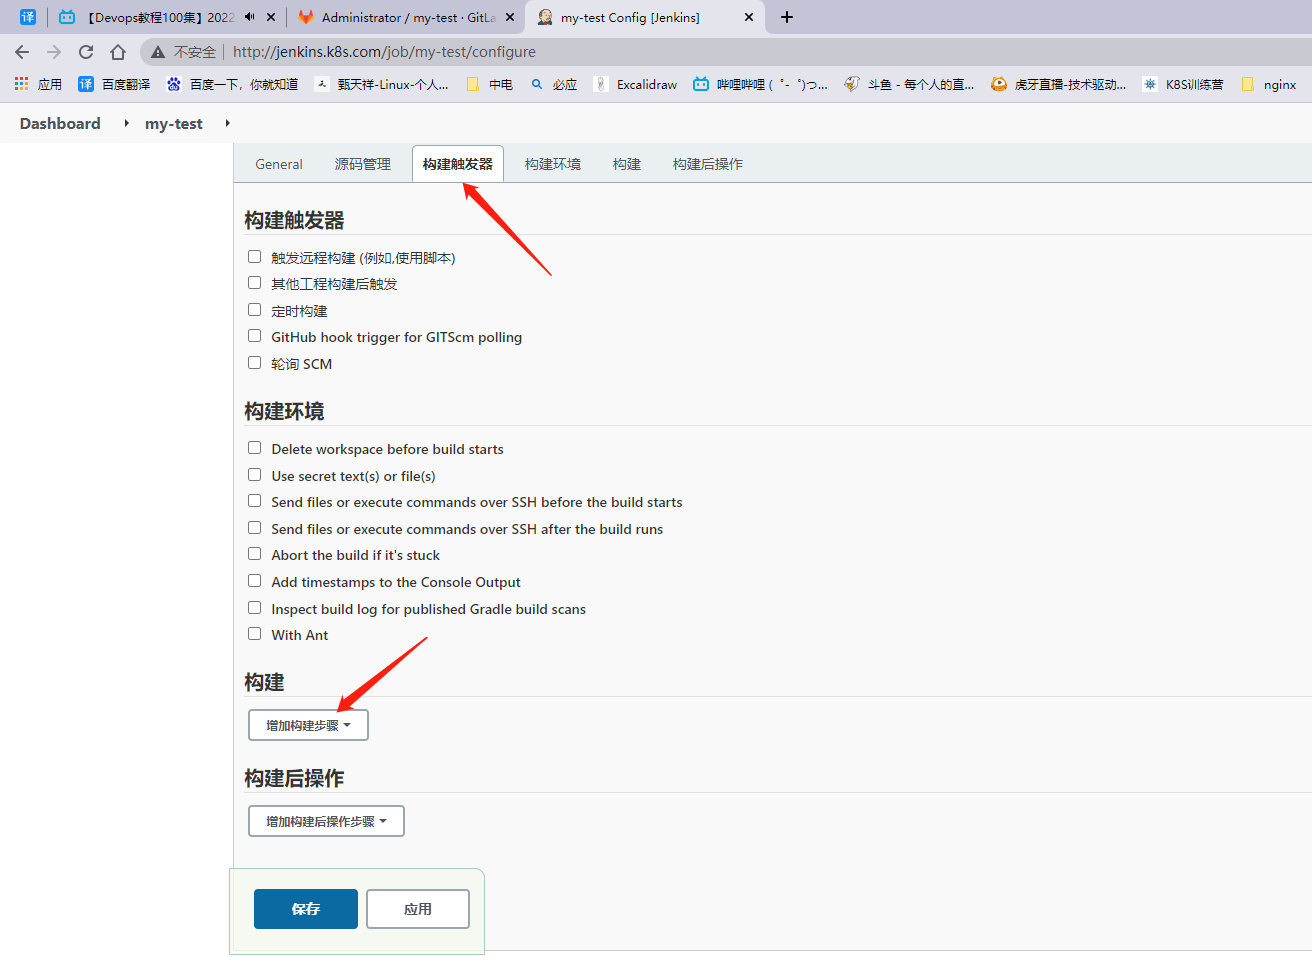 译 【Devops教程100集】2022 Administrator / my-test · GitLa my-test Config [Jenkins]
不安全 http://jenkins.k8s.com/job/my-test/configure
应用 译 百度翻译 百度一下，你就知道 甄天祥-Linux-个人... 中电 必应 Excalidraw 哔哩哔哩 ( ゜- ゜)つ... 斗鱼 - 每个人的直... 虎牙直播-技术驱动... K8S训练营 nginx
Dashboard my-test
General 源码管理 构建触发器 构建环境 构建 构建后操作
构建触发器
触发远程构建 (例如,使用脚本)
其他工程构建后触发
定时构建
GitHub hook trigger for GITScm polling
轮询 SCM
构建环境
Delete workspace before build starts
Use secret text(s) or file(s)
Send files or execute commands over SSH before the build starts
Send files or execute commands over SSH after the build runs
Abort the build if it's stuck
Add timestamps to the Console Output
Inspect build log for published Gradle build scans
With Ant
构建
增加构建步骤
构建后操作
增加构建后操作步骤
保存 应用